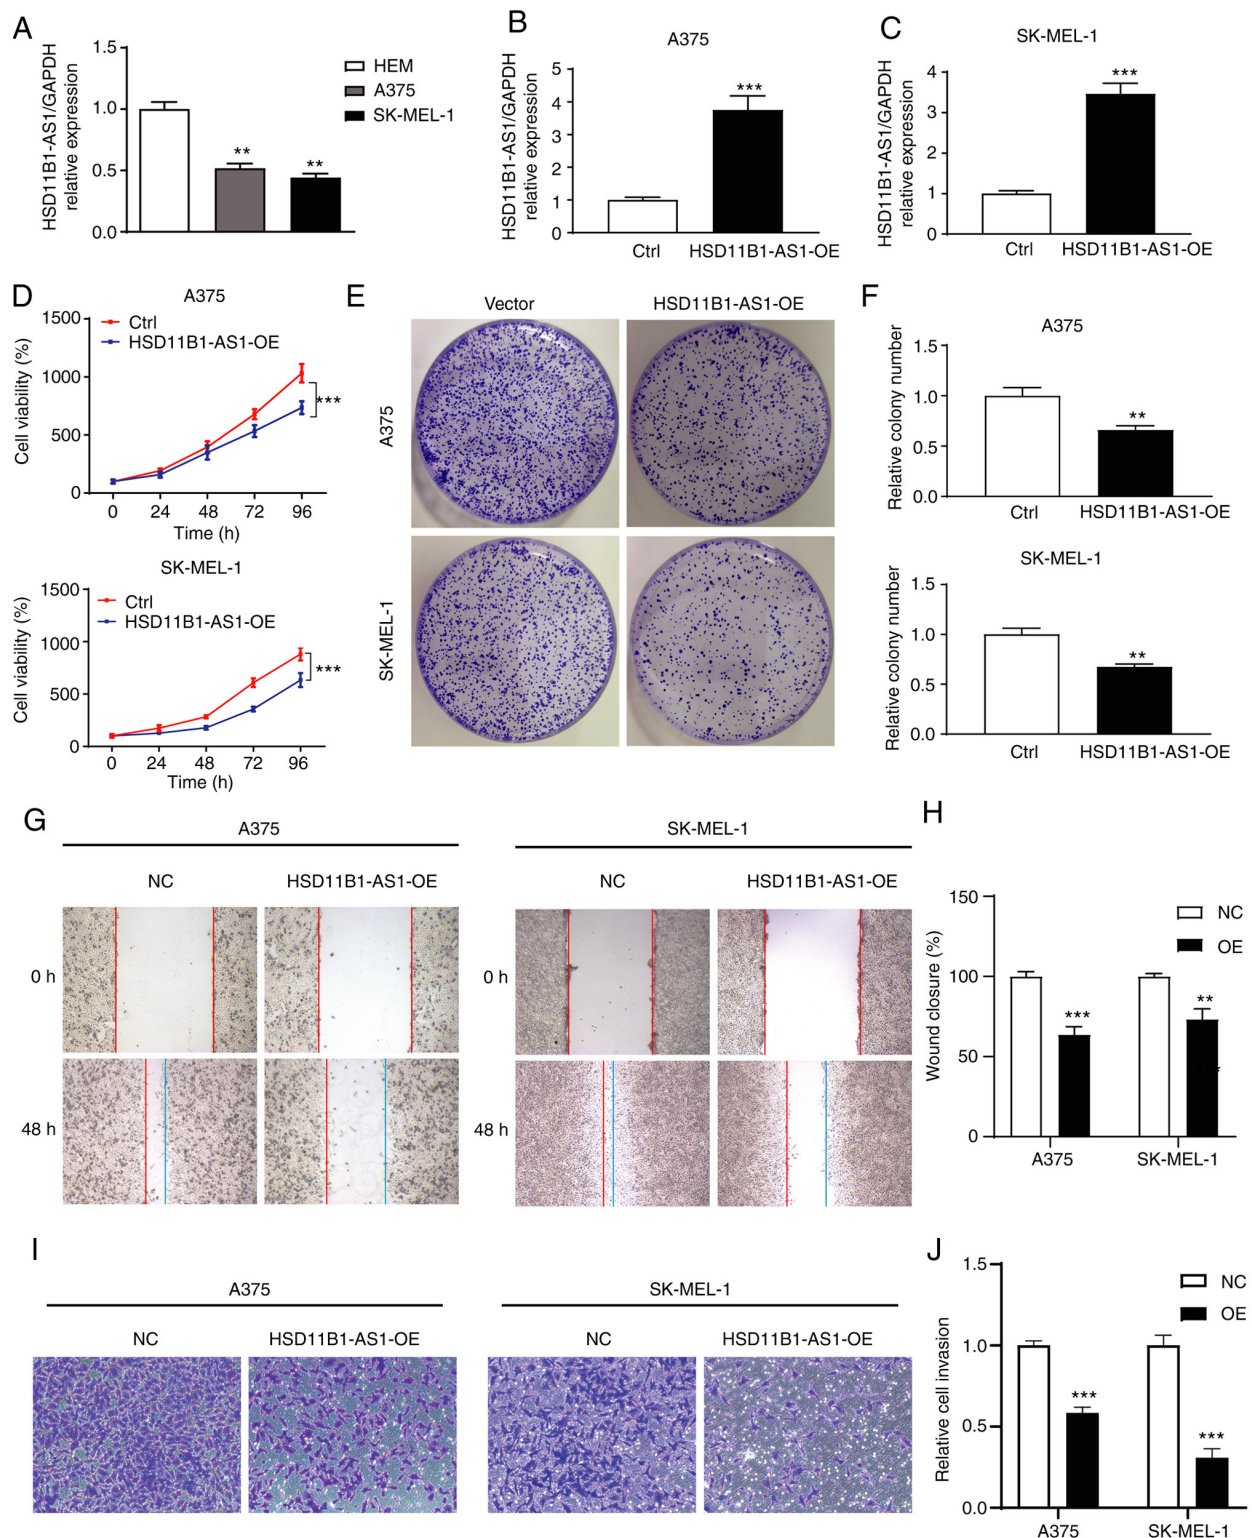 A
HSD11B1-AS1/GAPDH
relative expression
1.5
1.0
0.5
0.0
**
**
HEM
A375
SK-MEL-1
B
A375
HSD11B1-AS1/GAPDH
relative expression
5
4
3
2
1
0
***
Ctrl
HSD11B1-AS1-OE
C
SK-MEL-1
HSD11B1-AS1/GAPDH
relative expression
4
3
2
1
0
***
Ctrl
HSD11B1-AS1-OE
D
A375
Cell viability (%)
1500
1000
500
0
Ctrl
HSD11B1-AS1-OE
***
0 24 48 72 96
Time (h)
SK-MEL-1
Cell viability (%)
1500
1000
500
0
Ctrl
HSD11B1-AS1-OE
***
0 24 48 72 96
Time (h)
E
Vector
HSD11B1-AS1-OE
A375
SK-MEL-1
F
A375
Relative colony number
1.5
1.0
0.5
0.0
**
Ctrl
HSD11B1-AS1-OE
SK-MEL-1
Relative colony number
1.5
1.0
0.5
0.0
**
Ctrl
HSD11B1-AS1-OE
G
A375
SK-MEL-1
NC
HSD11B1-AS1-OE
NC
HSD11B1-AS1-OE
0 h
0 h
48 h
48 h
H
Wound closure (%)
150
100
50
0
NC
OE
***
**
A375
SK-MEL-1
I
A375
SK-MEL-1
NC
HSD11B1-AS1-OE
NC
HSD11B1-AS1-OE
J
Relative cell invasion
1.5
1.0
0.5
0.0
NC
OE
***
***
A375
SK-MEL-1